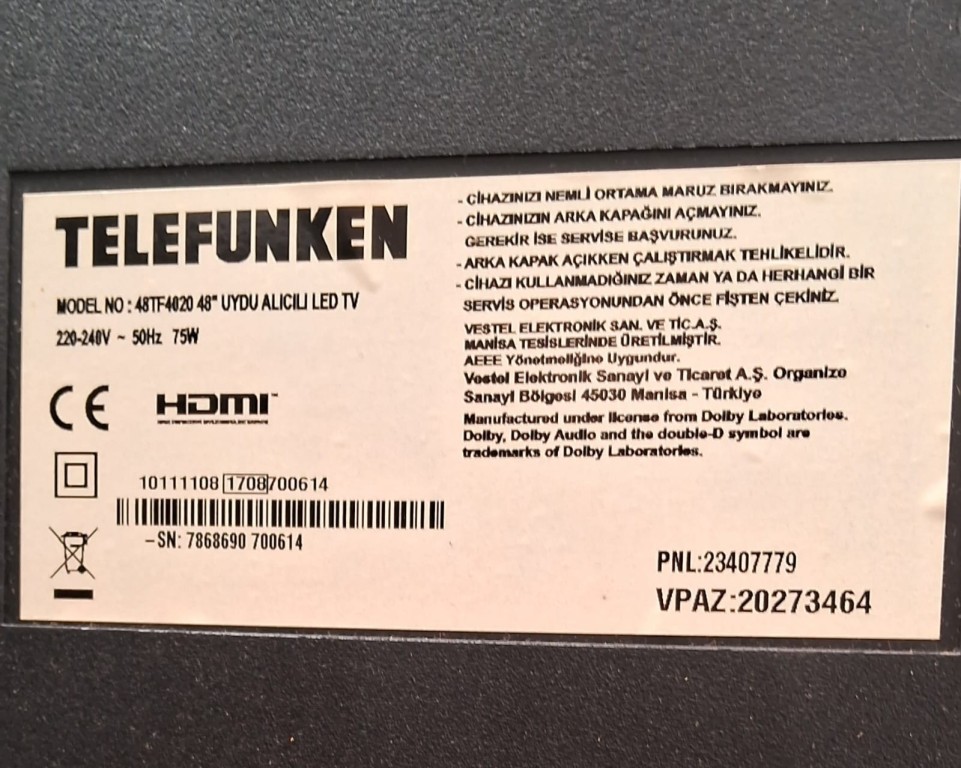 TELEFUNKEN
MODEL NO : 48TF4020 48" UYDU ALICILI LED TV
220-240V ~ 50Hz 75W
CE
HDMI™
10111108 1708 700614
-SN: 7868690 700614
- CİHAZINIZI NEMLİ ORTAMA MARUZ BIRAKMAYINIZ.
- CİHAZINIZIN ARKA KAPAĞINI AÇMAYINIZ.
GEREKİR İSE SERVİSE BAŞVURUNUZ.
- ARKA KAPAK AÇIKKEN ÇALIŞTIRMAK TEHLİKELİDİR.
- CİHAZI KULLANMADIĞINIZ ZAMAN YA DA HERHANGİ BİR
SERVİS OPERASYONUNDAN ÖNCE FİŞTEN ÇEKİNİZ.
VESTEL ELEKTRONİK SAN. VE TİC.A.Ş.
MANİSA TESİSLERİNDE ÜRETİLMİŞTİR.
AEEE Yönetmeliğine Uygundur.
Vestel Elektronik Sanayi ve Ticaret A.Ş. Organize
Sanayi Bölgesi 45030 Manisa - Türkiye
Manufactured under license from Dolby Laboratories.
Dolby, Dolby Audio and the double-D symbol are
trademarks of Dolby Laboratories.
PNL:23407779
VPAZ:20273464